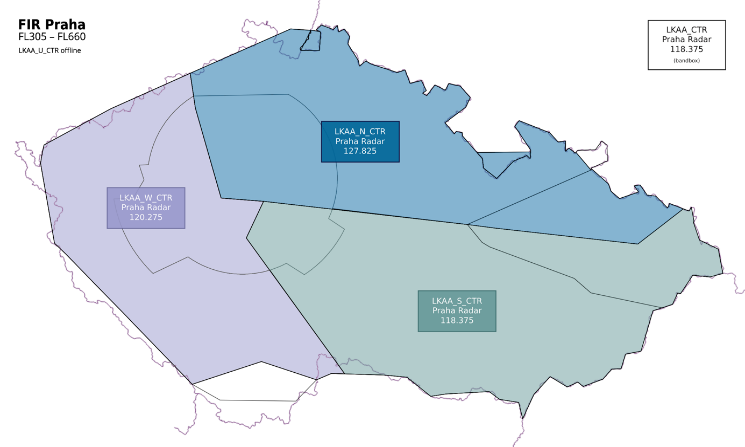 FIR Praha
FL305 – FL660
LKAA_U_CTR offline
LKAA_CTR
Praha Radar
118.375
(bandbox)
LKAA_N_CTR
Praha Radar
127.825
LKAA_W_CTR
Praha Radar
120.275
LKAA_S_CTR
Praha Radar
118.375